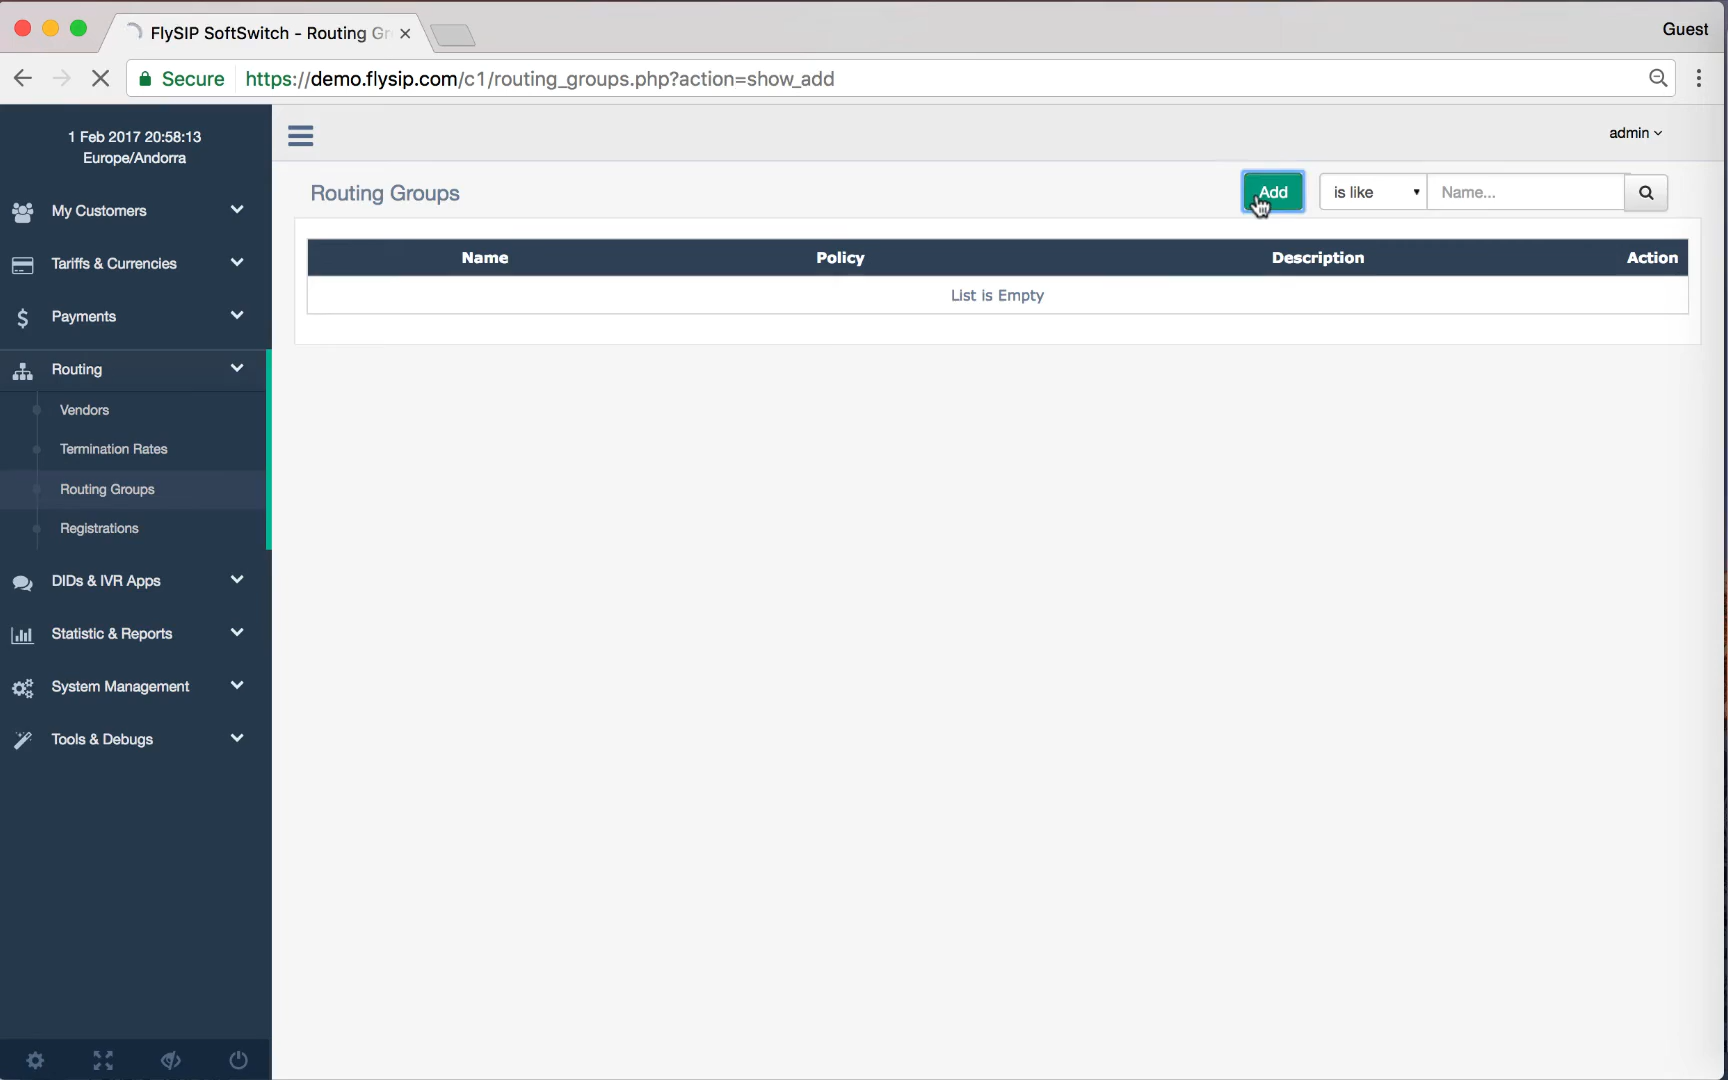 FlySIP SoftSwitch - Routing Gr
Guest
Secure
https://demo.flysip.com/c1/routing_groups.php?action=show_add
1 Feb 2017 20:58:13
Europe/Andorra
admin
My Customers
Tariffs & Currencies
Payments
Routing
Vendors
Termination Rates
Routing Groups
Registrations
DIDs & IVR Apps
Statistic & Reports
System Management
Tools & Debugs
Routing Groups
Add
is like
Name...
Name Policy Description Action
List is Empty